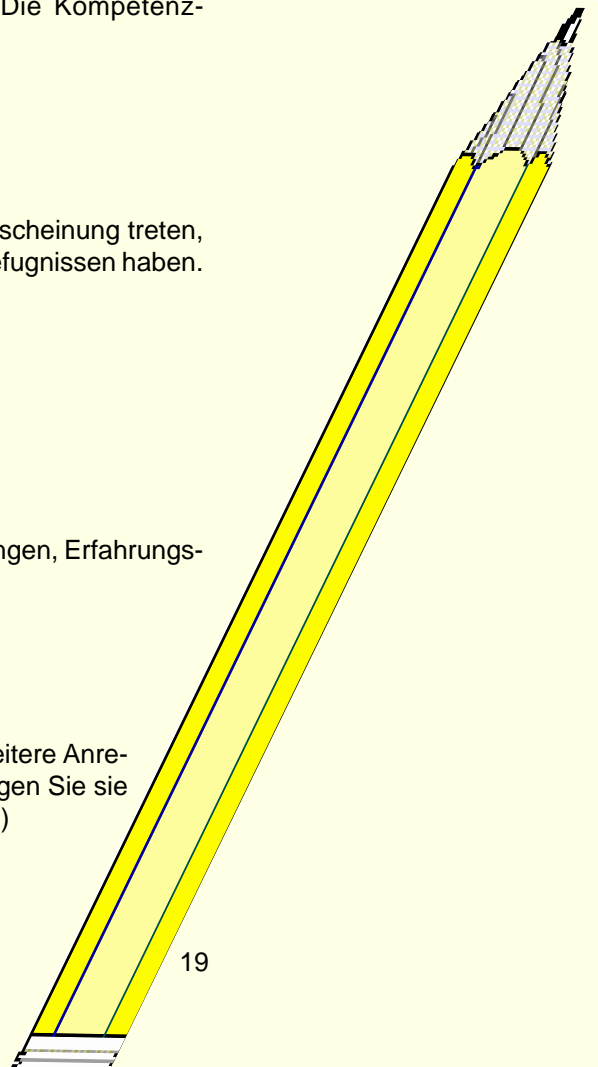 Die Kompetenz-
scheinung treten,
efugnissen haben.
ngen, Erfahrungs-
eitere Anre-
gen Sie sie
)
19